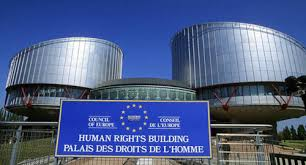 COUNCIL OF EUROPE
CONSEIL DE L'EUROPE
HUMAN RIGHTS BUILDING
PALAIS DES DROITS DE L'HOMME